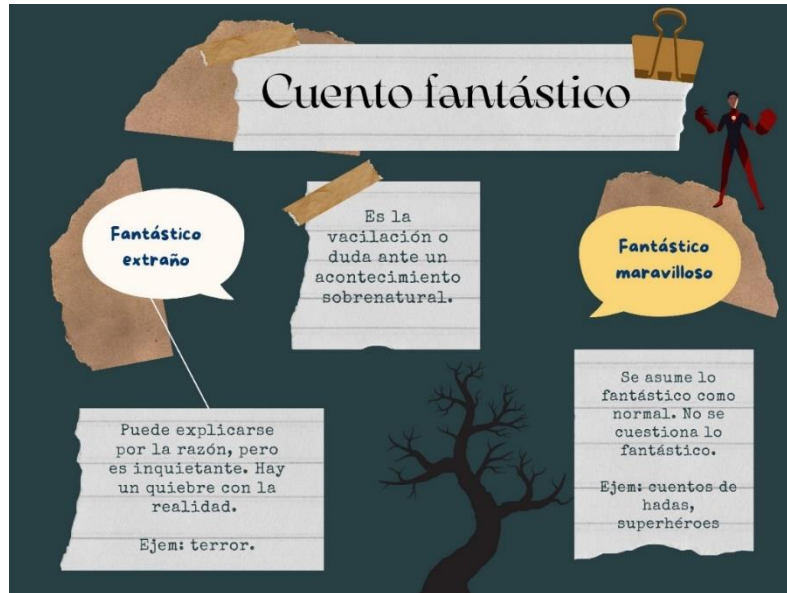 Cuento fantástico
Fantástico
extraño
Es la
vacilación o
duda ante un
acontecimiento
sobrenatural.
Fantástico
maravilloso
Puede explicarse
por la razón, pero
es inquietante. Hay
un quiebre con la
realidad.
Ejem: terror.
Se asume lo
fantástico como
normal. No se
cuestiona lo
fantástico.
Ejem: cuentos de
hadas,
superhéroes